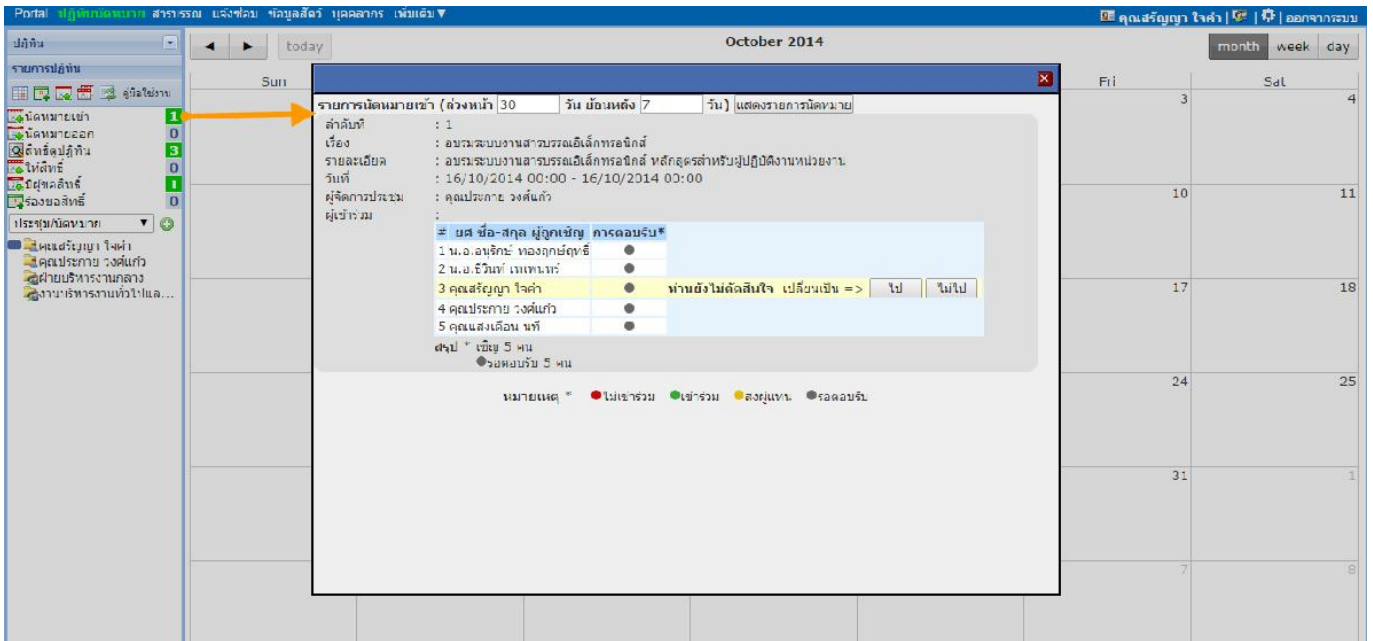 Portal ปฏิทินนัดหมาย สารบรรณ แจ้งซ่อม ข้อมูลสัตว์ บุคคลากร เพิ่มเติม▼
คุณสรัญญา ใจคำ | | | ออกจากระบบ
ปฏิทิน
รายการปฏิทิน
คู่มือใช้งาน
นัดหมายเข้า 1
นัดหมายออก 0
สิทธิ์ดูปฏิทิน 3
ให้สิทธิ์ 0
มีผู้ขอสิทธิ์ 1
ร้องขอสิทธิ์ 0
ประชุม/นัดหมาย ▼
คุณสรัญญา ใจคำ
คุณประกาย วงศ์แก้ว
ฝ่ายบริหารงานกลาง
งานบริหารงานทั่วไปแล...
◄ ► today
October 2014
month week day
Sun Fri Sat
3 4
10 11
17 18
24 25
31 1
7 8
รายการนัดหมายเข้า (ล่วงหน้า 30 วัน ย้อนหลัง 7 วัน) แสดงรายการนัดหมาย
ลำดับที่ : 1
เรื่อง : อบรมระบบงานสารบรรณอิเล็กทรอนิกส์
รายละเอียด : อบรมระบบงานสารบรรณอิเล็กทรอนิกส์ หลักสูตรสำหรับผู้ปฏิบัติงานหน่วยงาน
วันที่ : 16/10/2014 00:00 - 16/10/2014 00:00
ผู้จัดการประชุม : คุณประกาย วงศ์แก้ว
ผู้เข้าร่วม :
# ยศ ชื่อ-สกุล ผู้ถูกเชิญ การตอบรับ*
1 น.อ.อนุรักษ์ ทองฤกษ์ฤทธิ์
2 น.อ.ธีวินท์
3 คุณสรัญญา ใจคำ ท่านยังไม่ตัดสินใจ เปลี่ยนเป็น => ไป ไม่ไป
4 คุณประกาย วงศ์แก้ว
5 คุณแสงเดือน นที
สรุป * เชิญ 5 คน
รอตอบรับ 5 คน
หมายเหตุ * ไม่เข้าร่วม เข้าร่วม ส่งผู้แทน รอตอบรับ